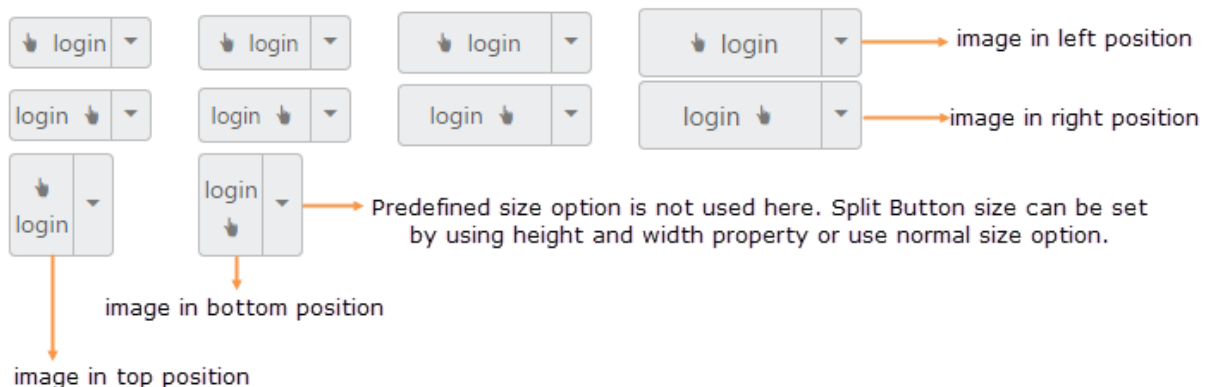 login login login login
image in left position
login login login login
image in right position
login login
Predefined size option is not used here. Split Button size can be set
by using height and width property or use normal size option.
image in bottom position
image in top position